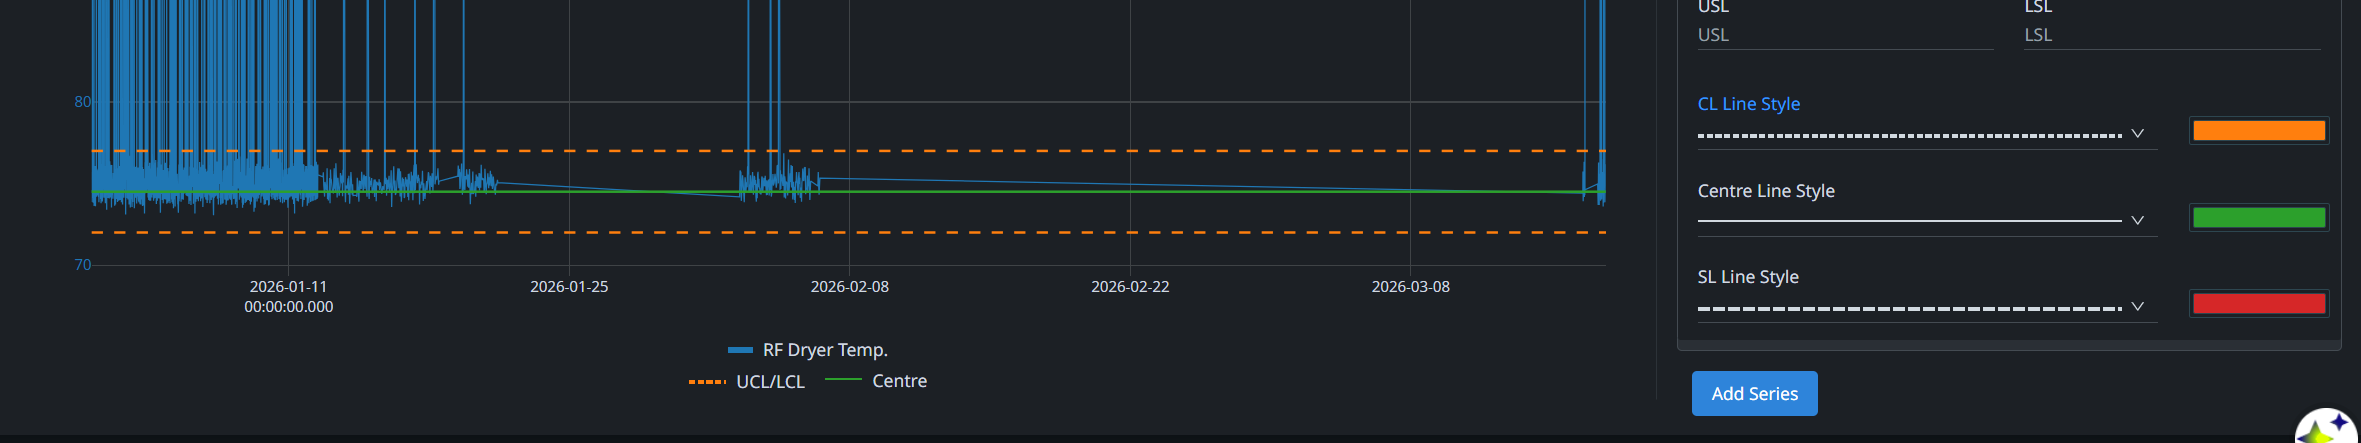 USL LSL
USL LSL
80
CL Line Style
Centre Line Style
70
SL Line Style
2026-01-11 2026-01-25 2026-02-08 2026-02-22 2026-03-08
00:00:00.000
RF Dryer Temp.
UCL/LCL Centre
Add Series